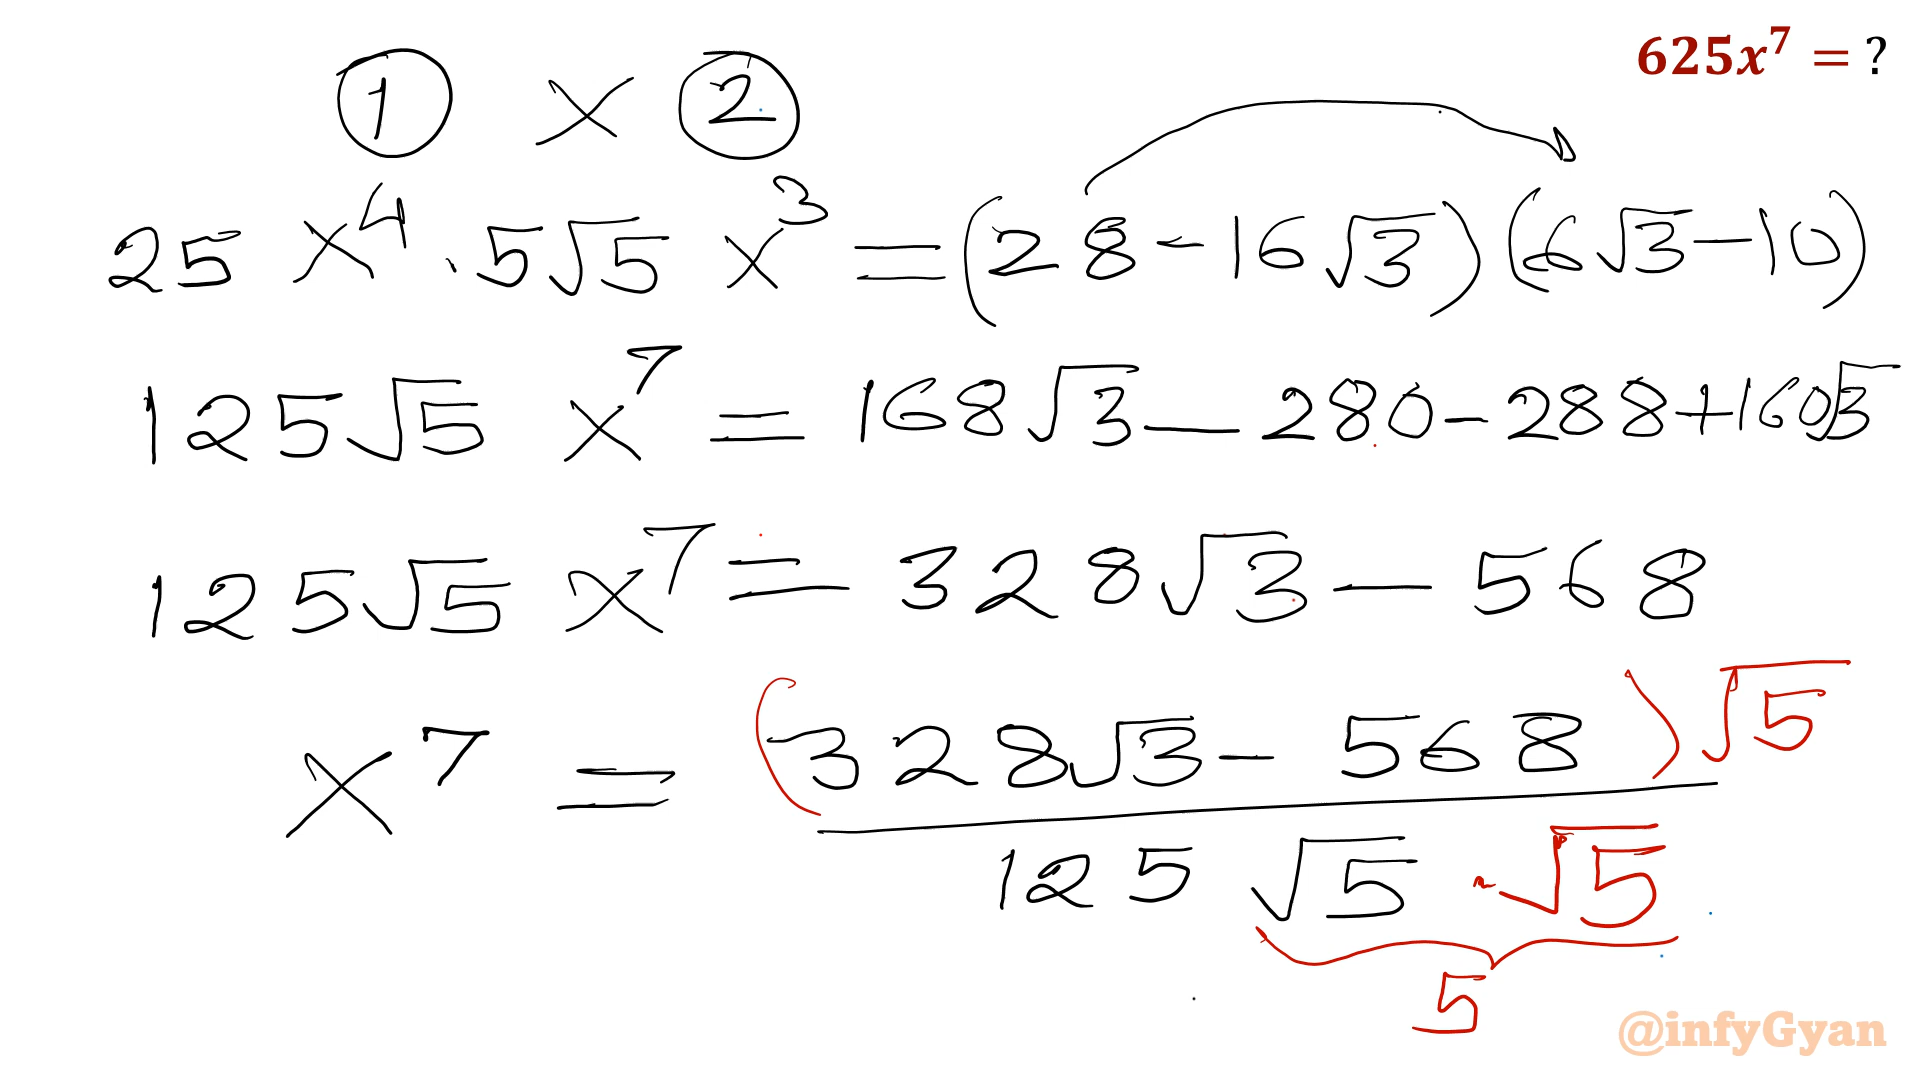 625x⁷ = ?
① × ②
25 x⁴ · 5√5 x³ = (28 - 16√3) (6√3 - 10)
125√5 x⁷ = 168√3 - 280 - 288 + 160√3
125√5 x⁷ = 328√3 - 568
x⁷ = (328√3 - 568) √5
125 √5 · √5
5
@infyGyan